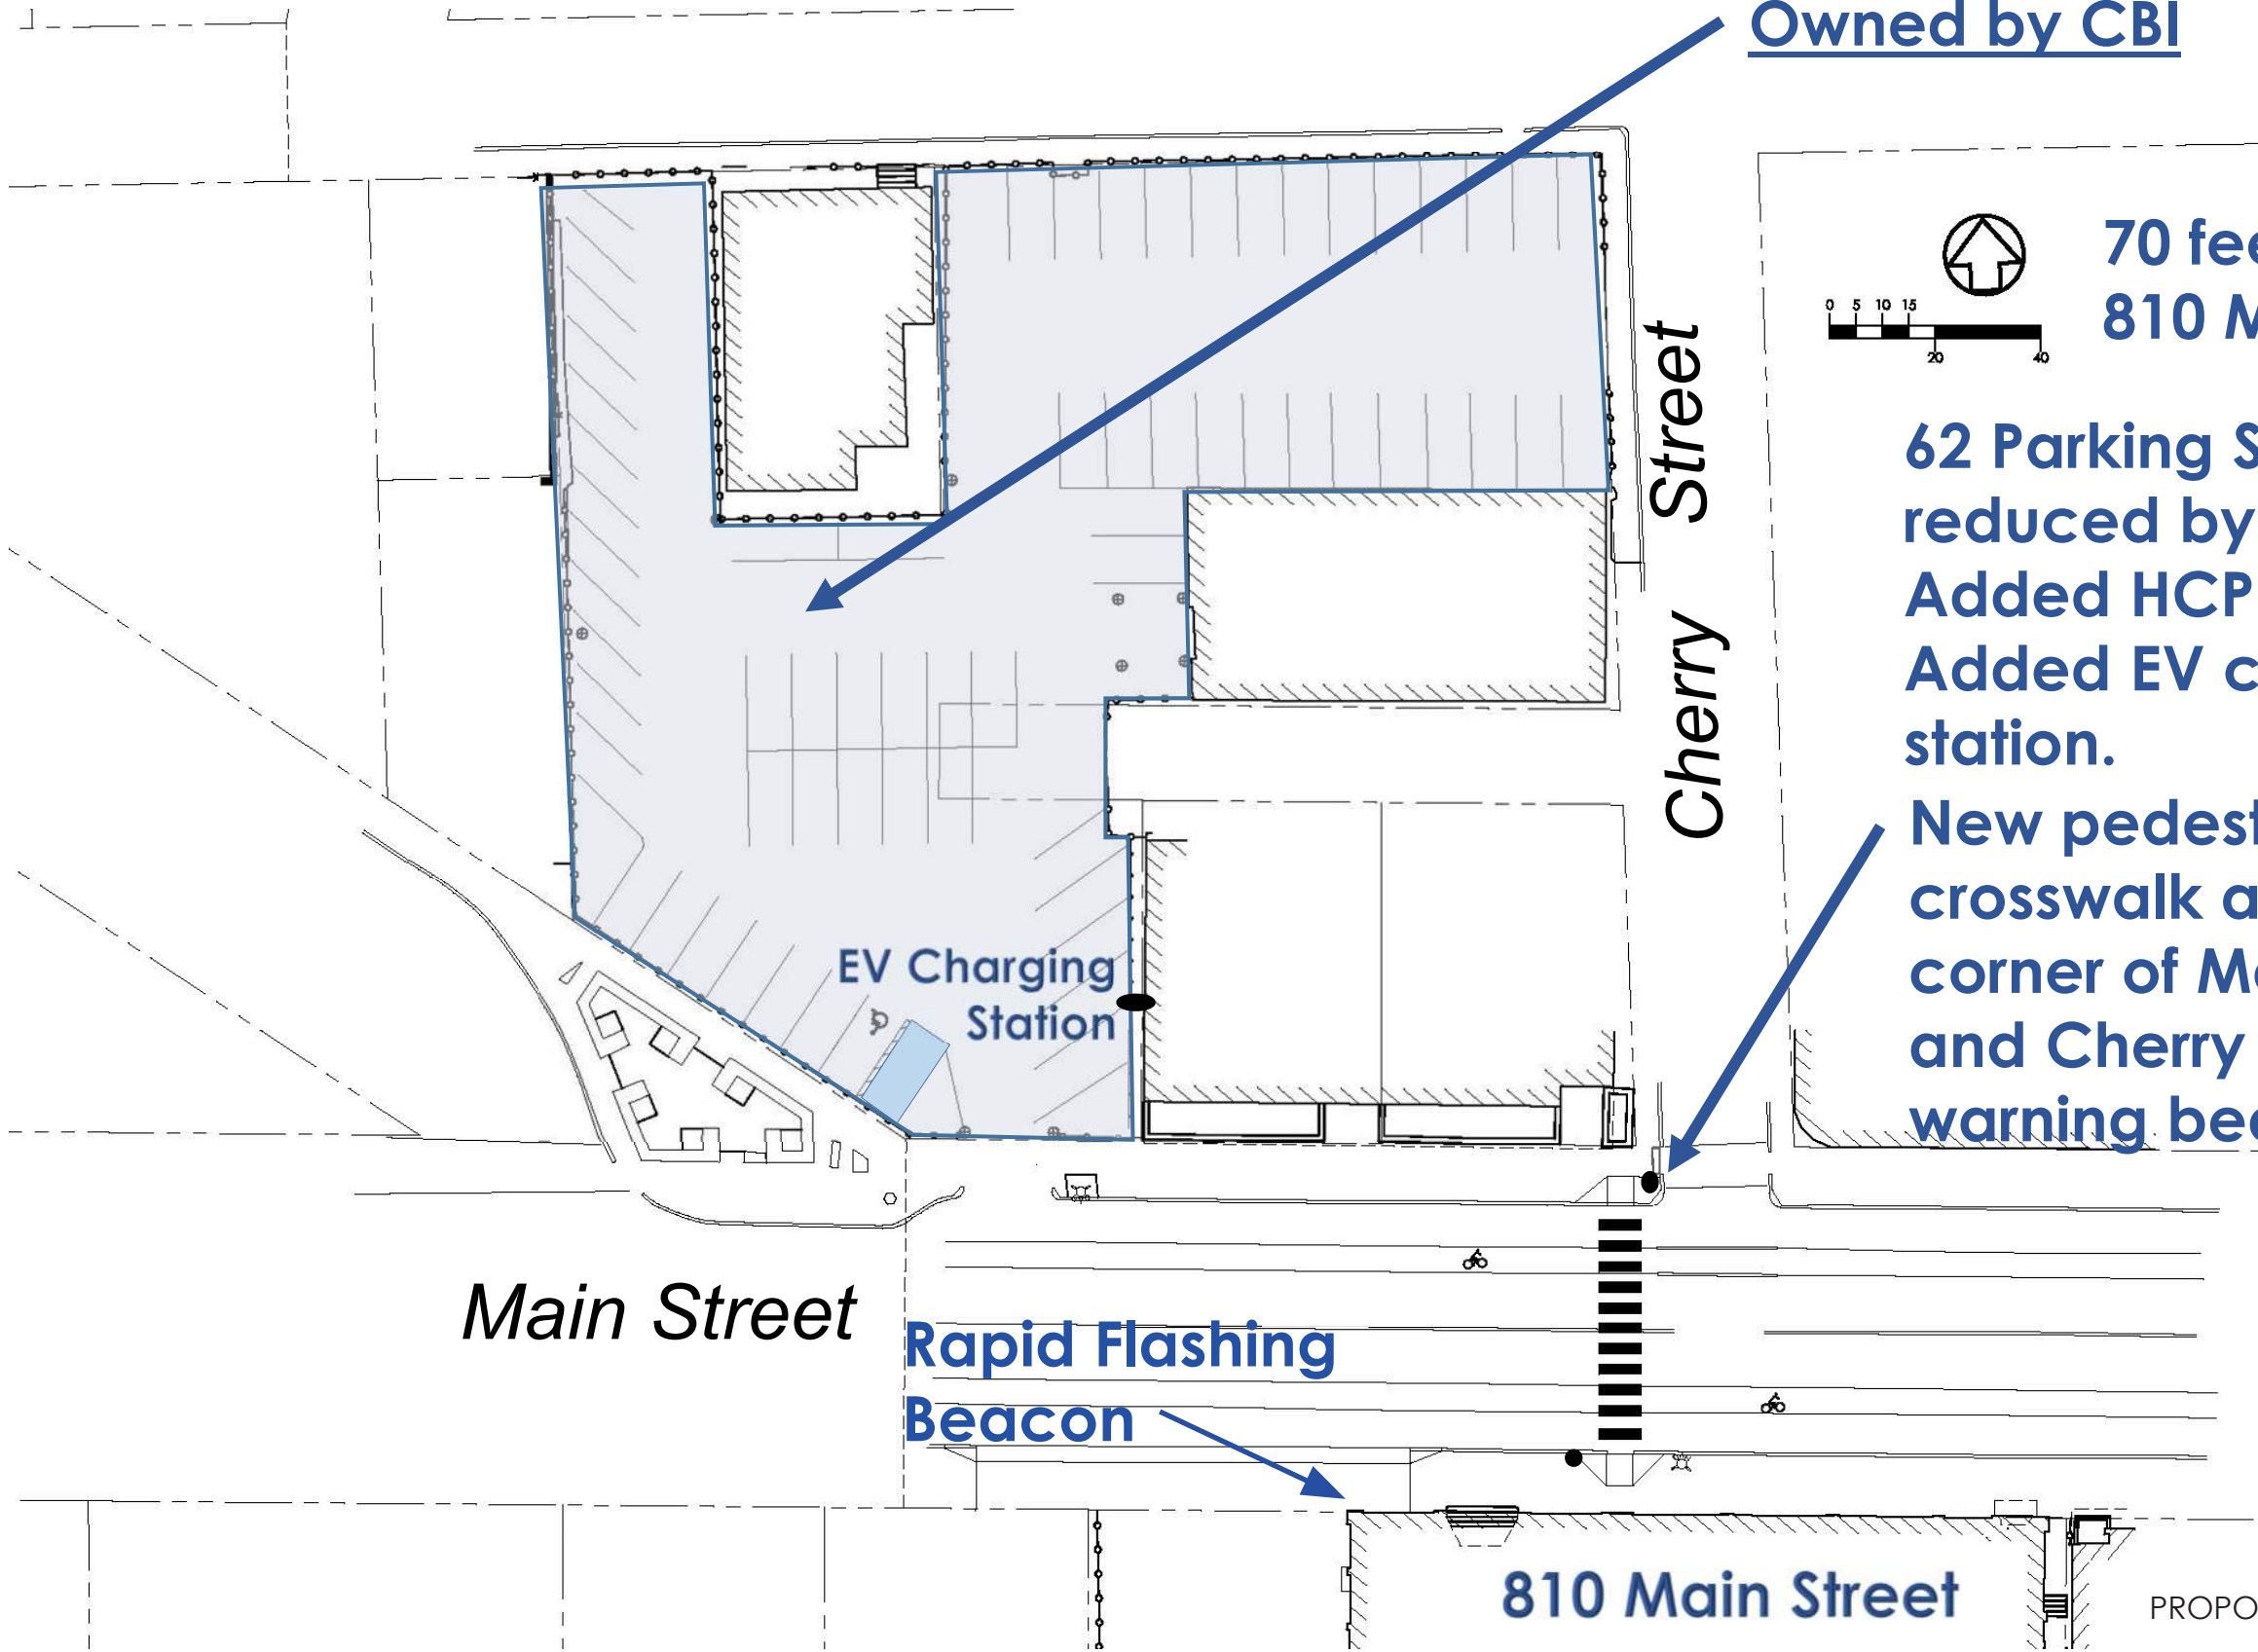 Owned by CBI
70 fee
810 M
0 5 10 15
20 40
62 Parking S
reduced by
Added HCP
Added EV c
station.
Cherry Street
New pedest
crosswalk a
corner of Ma
and Cherry
warning bea
EV Charging
Station
Main Street
Rapid Flashing
Beacon
810 Main Street
PROPO